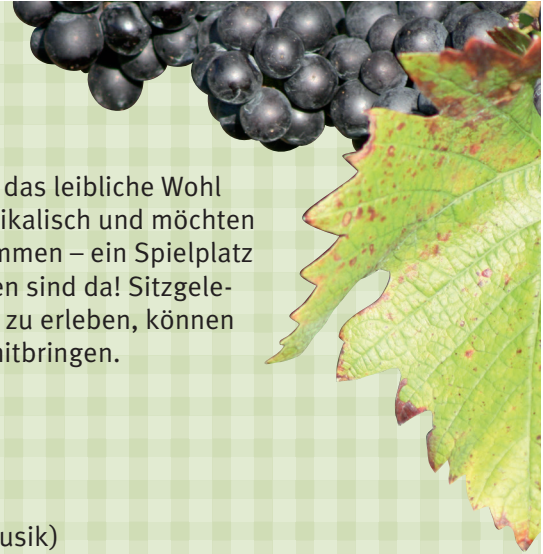 das leibliche Wohl
ikalisch und möchten
mmen – ein Spielplatz
en sind da! Sitzgele-
zu erleben, können
nitbringen.
usik)